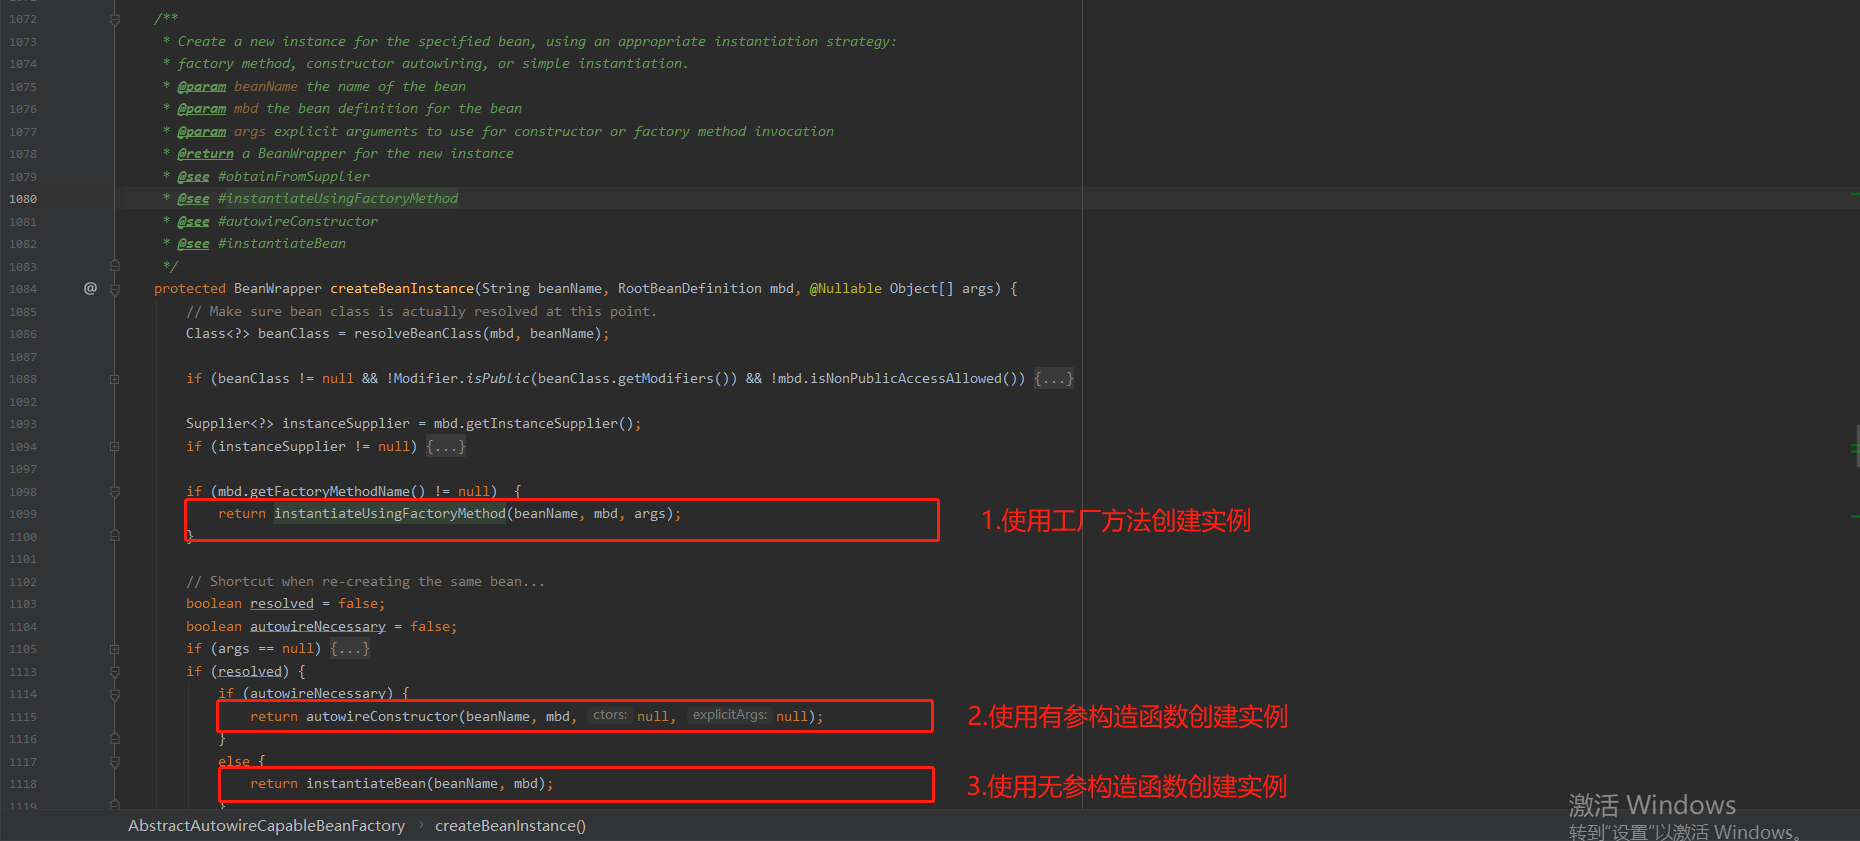 1072 /**
1073 * Create a new instance for the specified bean, using an appropriate instantiation strategy:
1074 * factory method, constructor autowiring, or simple instantiation.
1075 * @param beanName the name of the bean
1076 * @param mbd the bean definition for the bean
1077 * @param args explicit arguments to use for constructor or factory method invocation
1078 * @return a BeanWrapper for the new instance
1079 * @see #obtainFromSupplier
1080 * @see #instantiateUsingFactoryMethod
1081 * @see #autowireConstructor
1082 * @see #instantiateBean
1083 */
1084 @ protected BeanWrapper createBeanInstance(String beanName, RootBeanDefinition mbd, @Nullable Object[] args) {
1085 // Make sure bean class is actually resolved at this point.
1086 Class<?> beanClass = resolveBeanClass(mbd, beanName);
1087
1088 if (beanClass != null && !Modifier.isPublic(beanClass.getModifiers()) && !mbd.isNonPublicAccessAllowed()) {...}
1092
1093 Supplier<?> instanceSupplier = mbd.getInstanceSupplier();
1094 if (instanceSupplier != null) {...}
1097
1098 if (mbd.getFactoryMethodName() != null) {
1099 return instantiateUsingFactoryMethod(beanName, mbd, args); 1.使用工厂方法创建实例
1100 }
1101
1102 // Shortcut when re-creating the same bean...
1103 boolean resolved = false;
1104 boolean autowireNecessary = false;
1105 if (args == null) {...}
1113 if (resolved) {
1114 if (autowireNecessary) {
1115 return autowireConstructor(beanName, mbd, ctors: null, explicitArgs: null); 2.使用有参构造函数创建实例
1116 }
1117 else {
1118 return instantiateBean(beanName, mbd); 3.使用无参构造函数创建实例
1119 }
激活 Windows
转到"设置"以激活 Windows。
AbstractAutowireCapableBeanFactory › createBeanInstance()